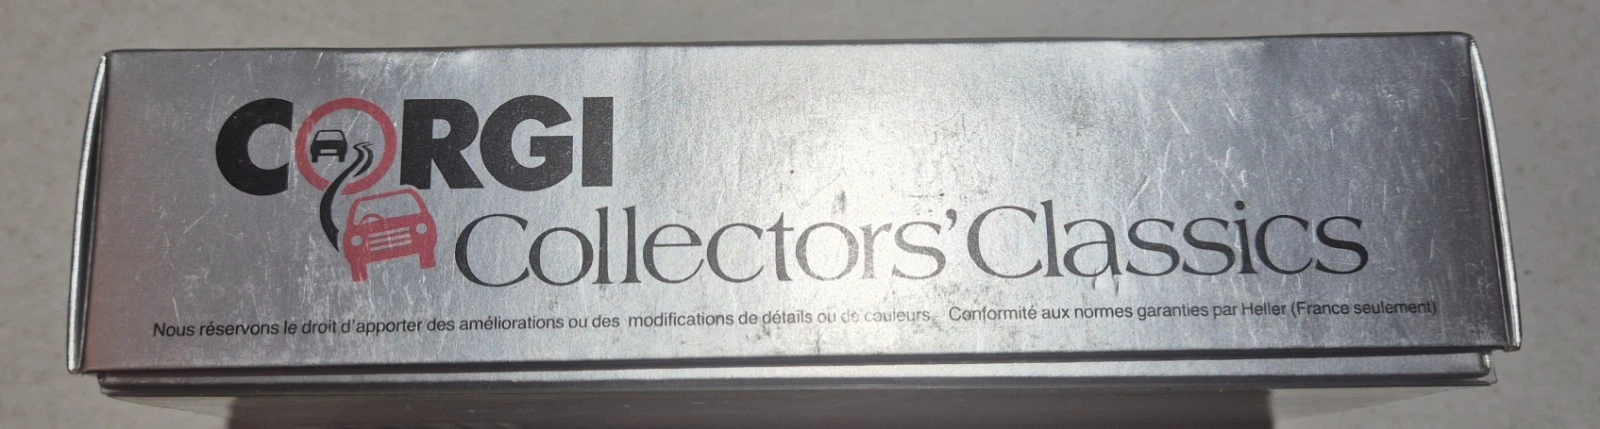 CORGI
Collectors' Classics
Nous réservons le droit d'apporter des améliorations ou des modifications de détails ou de couleurs. Conformité aux normes garanties par Heller (France seulement)